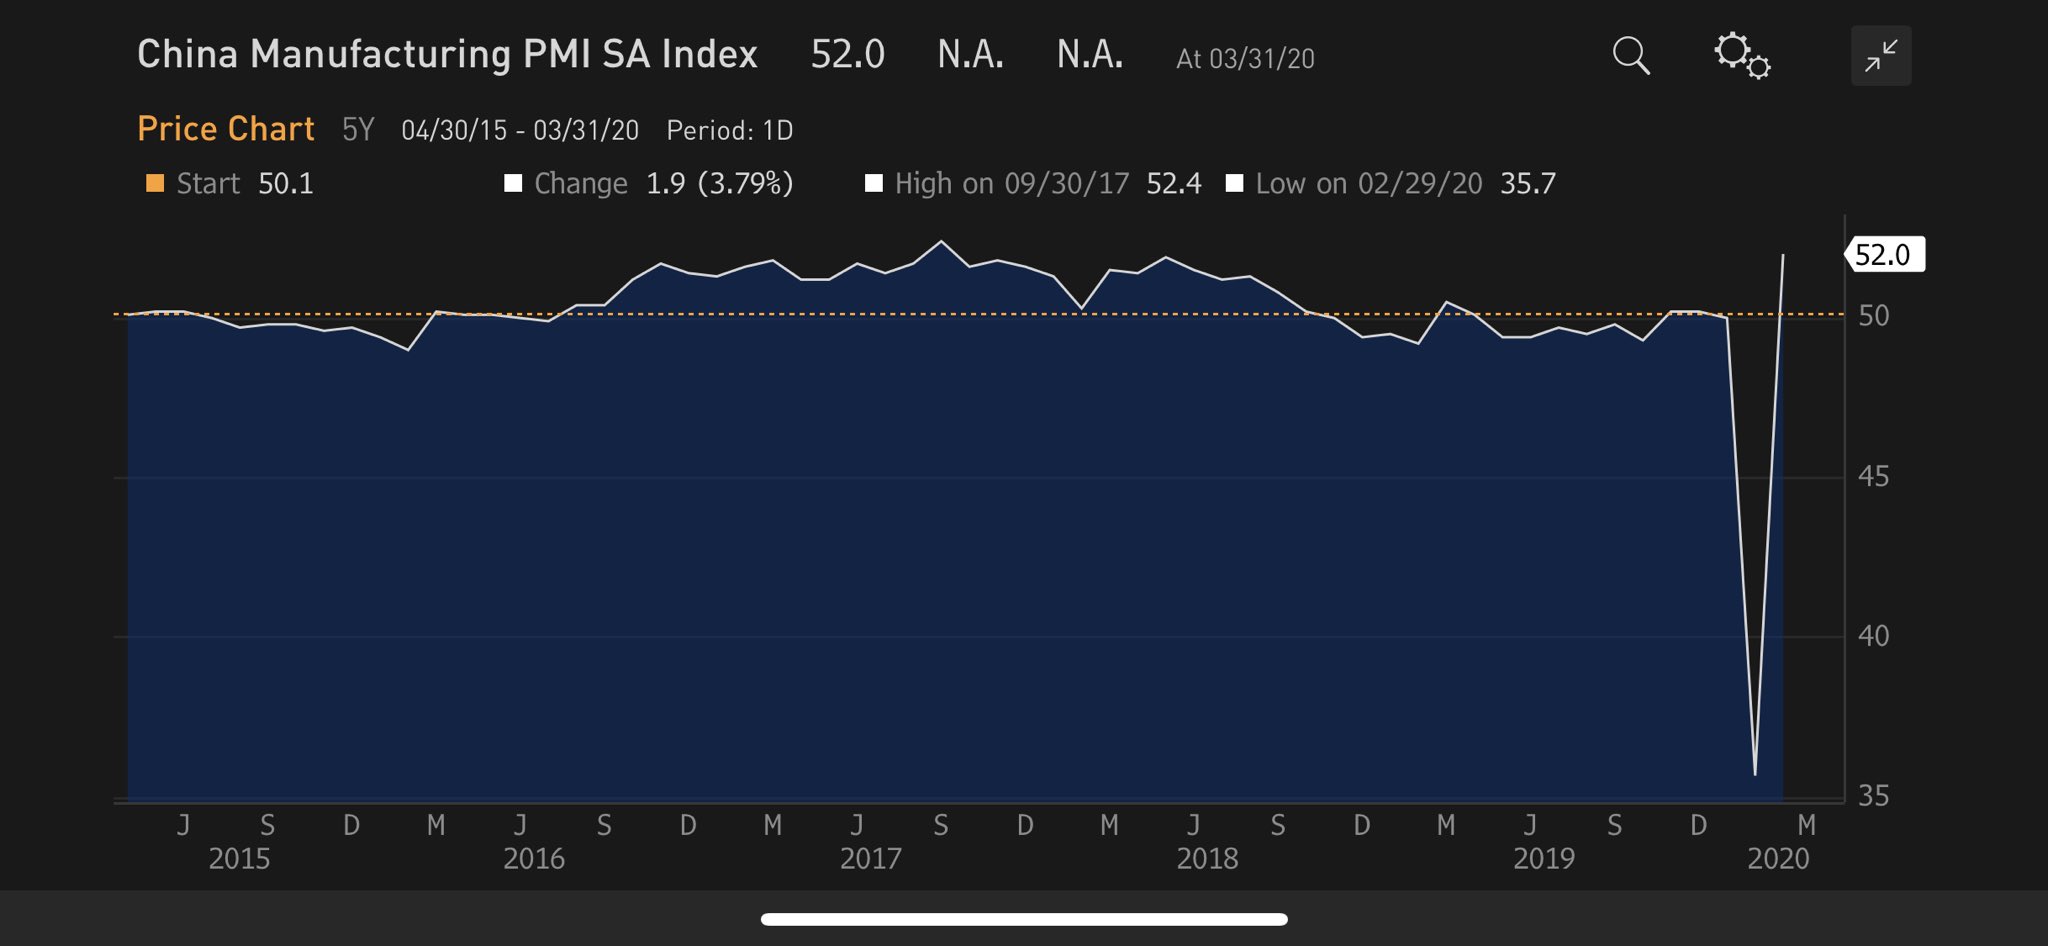 China Manufacturing PMI SA Index 52.0 N.A. N.A. At 03/31/20
Price Chart 5Y 04/30/15 - 03/31/20 Period: 1D
Start 50.1 Change 1.9 (3.79%) High on 09/30/17 52.4 Low on 02/29/20 35.7
52.0
50
45
40
35
J S D M J S D M J S D M J S D M J S D M
2015 2016 2017 2018 2019 2020